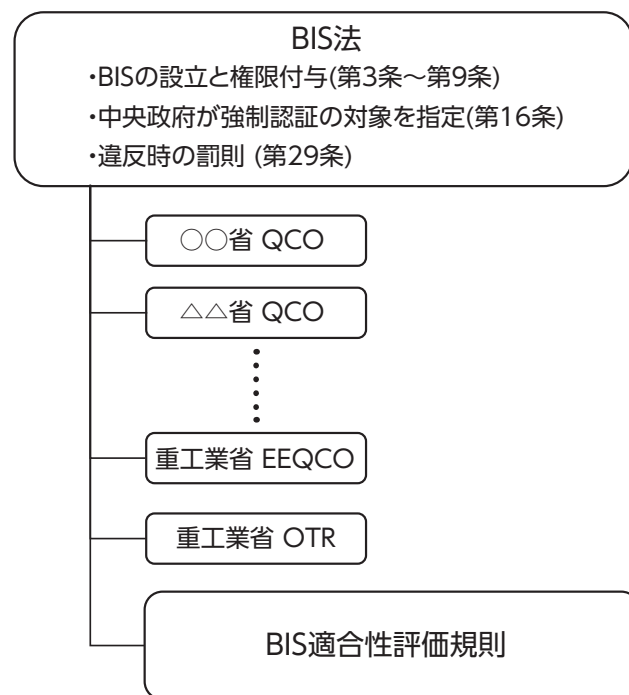 BIS法
・BISの設立と権限付与(第3条～第9条)
・中央政府が強制認証の対象を指定(第16条)
・違反時の罰則 (第29条)
○○省 QCO
△△省 QCO
重工業省 EEQCO
重工業省 OTR
BIS適合性評価規則